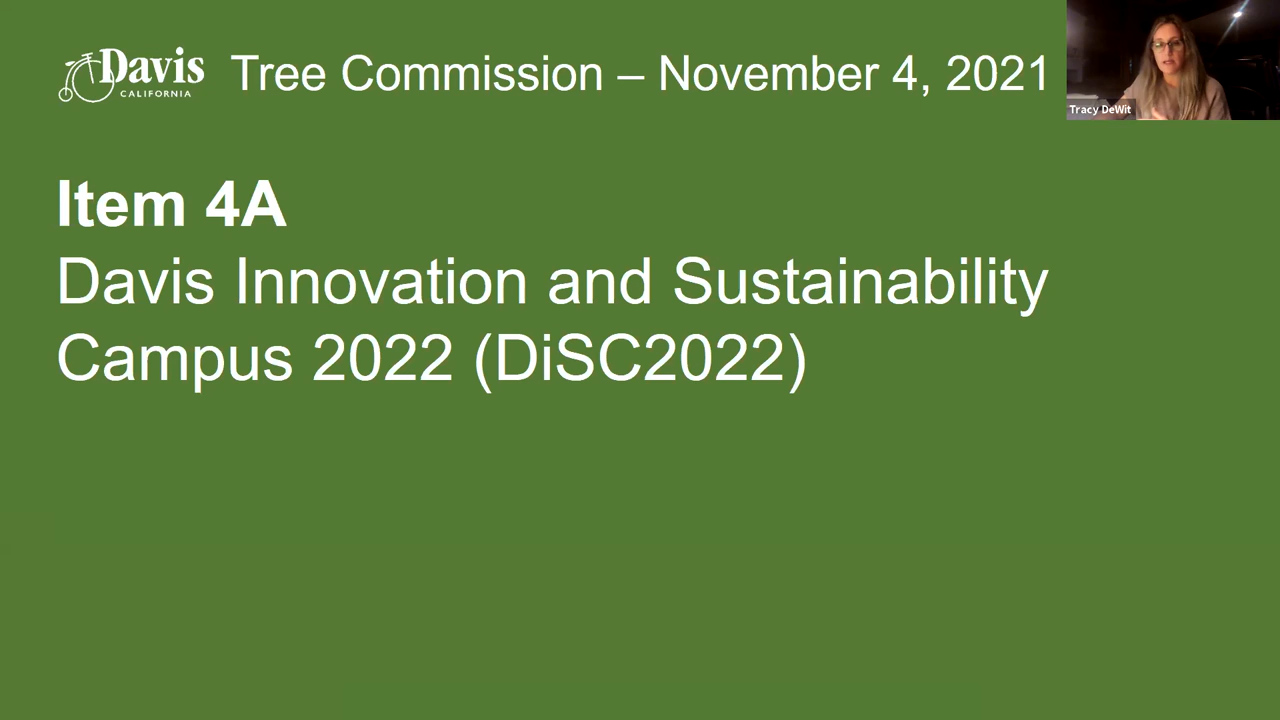 Davis
CALIFORNIA
Tree Commission – November 4, 2021
Tracy DeWit
Item 4A
Davis Innovation and Sustainability
Campus 2022 (DiSC2022)